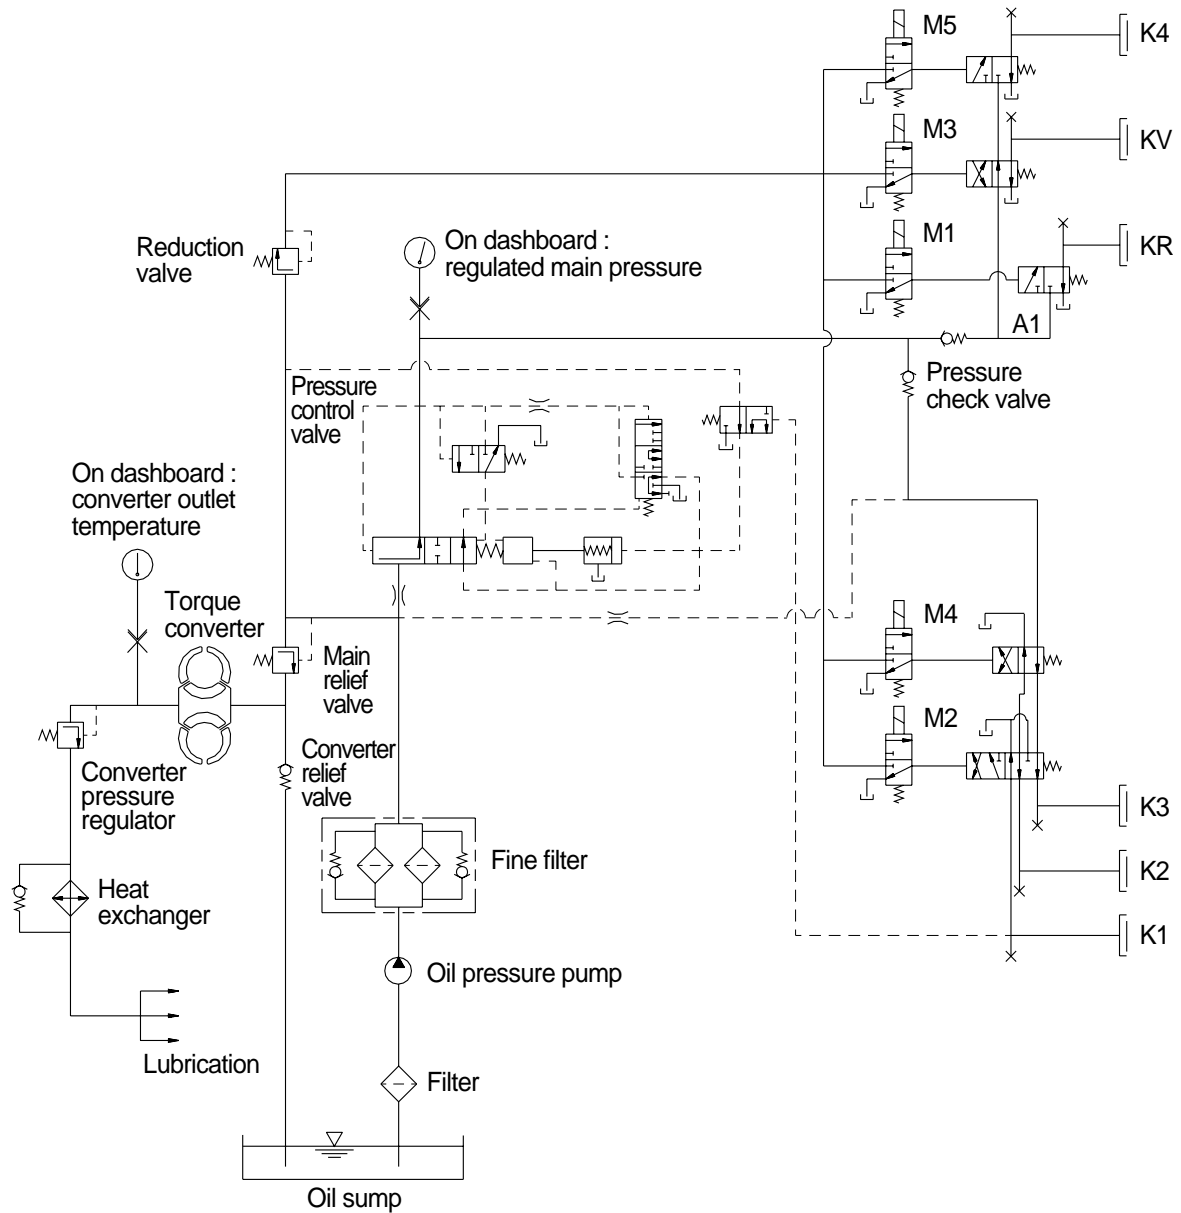 M5
K4
M3
KV
On dashboard :
regulated main pressure
M1
KR
Reduction
valve
A1
Pressure
check valve
Pressure
control
valve
On dashboard :
converter outlet
temperature
Torque
converter
M4
Main
relief
valve
M2
Converter
relief
valve
Converter
pressure
regulator
K3
Fine filter
K2
Heat
exchanger
K1
Oil pressure pump
Lubrication
Filter
Oil sump